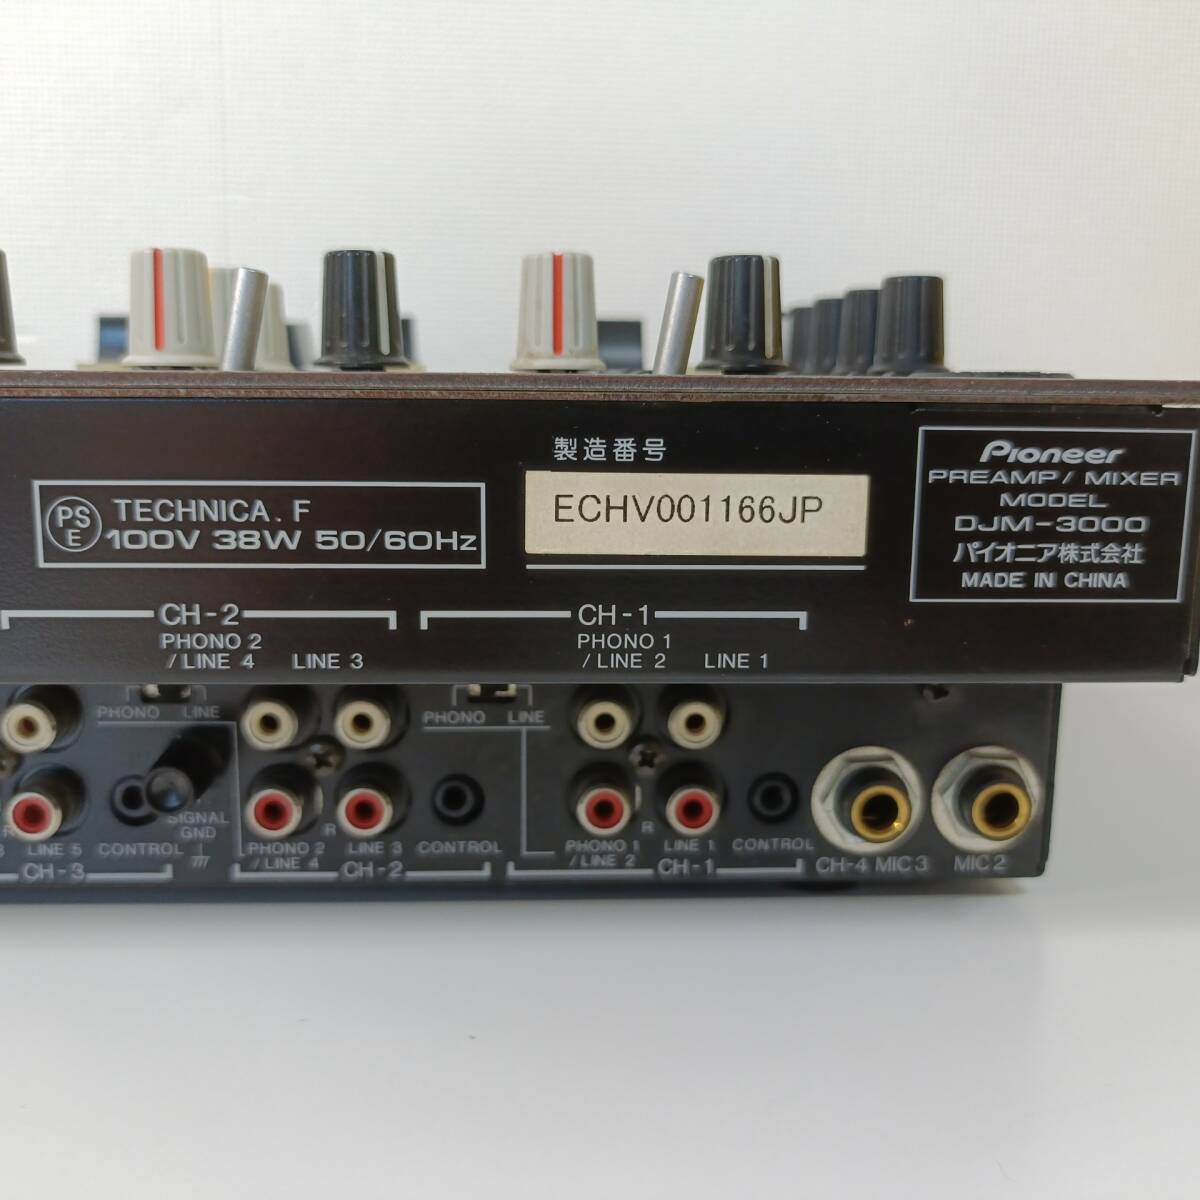 製造番号
ECHV001166JP
PSE
TECHNICA. F
100V 38W 50/60Hz
Pioneer
PREAMP / MIXER
MODEL
DJM-3000
パイオニア株式会社
MADE IN CHINA
CH-2
PHONO 2
/ LINE 4 LINE 3
CH-1
PHONO 1
/ LINE 2 LINE 1
PHONO LINE
PHONO LINE
R LINE 5
CONTROL
SIGNAL
GND
CH-3
R
PHONO 2
/ LINE 4
LINE 3
CONTROL
CH-2
R
PHONO 1
/ LINE 2
LINE 1
CONTROL
CH-1
CH-4 MIC 3
MIC 2